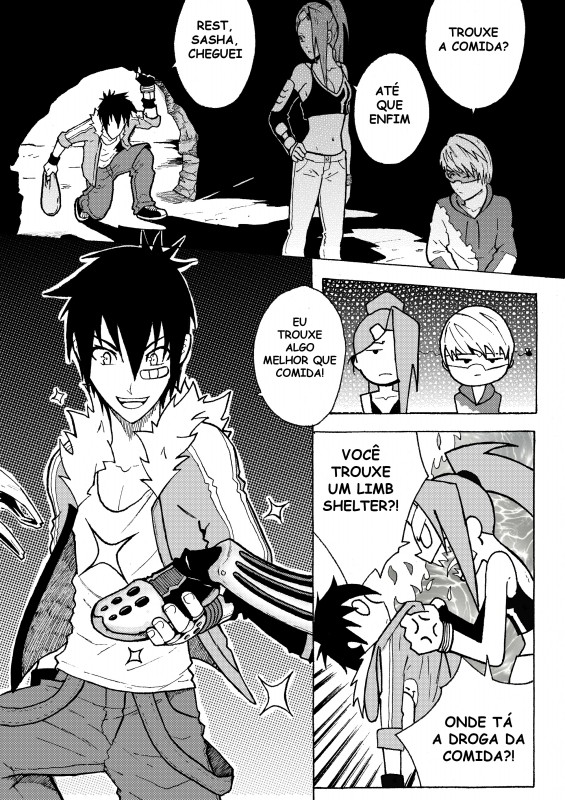 REST,
SASHA,
CHEGUEI
TROUXE
A COMIDA?
ATÉ
QUE
ENFIM
EU
TROUXE
ALGO
MELHOR QUE
COMIDA!
VOCÊ
TROUXE
UM LIMB
SHELTER?!
ONDE TÁ
A DROGA DA
COMIDA?!